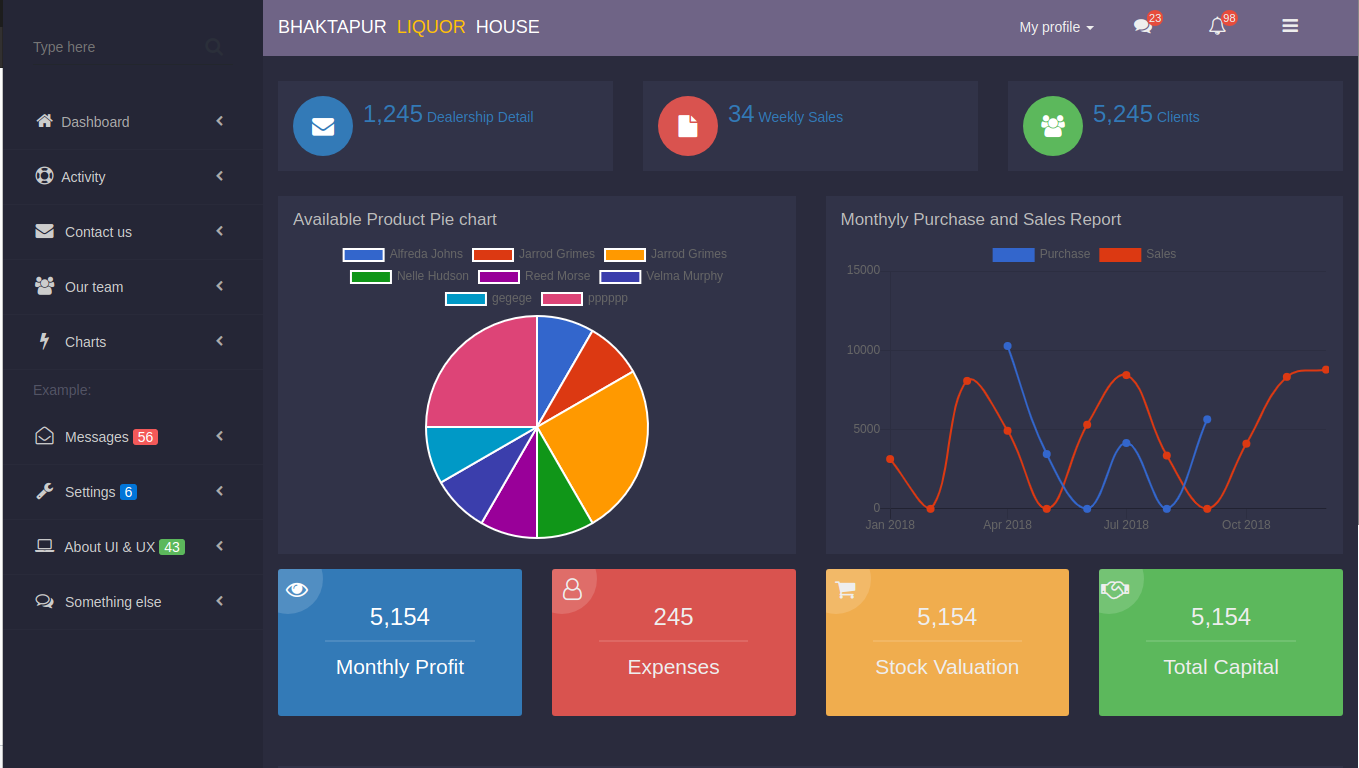 BHAKTAPUR LIQUOR HOUSE
My profile
23
98
Type here
Dashboard
Activity
Contact us
Our team
Charts
Example:
Messages 56
Settings 6
About UI & UX 43
Something else
1,245 Dealership Detail
34 Weekly Sales
5,245 Clients
Available Product Pie chart
Alfreda Johns Jarrod Grimes Jarrod Grimes
Nelle Hudson Reed Morse Velma Murphy
gegege pppppp
Monthyly Purchase and Sales Report
Purchase Sales
15000
10000
5000
0
Jan 2018 Apr 2018 Jul 2018 Oct 2018
5,154
Monthly Profit
245
Expenses
5,154
Stock Valuation
5,154
Total Capital